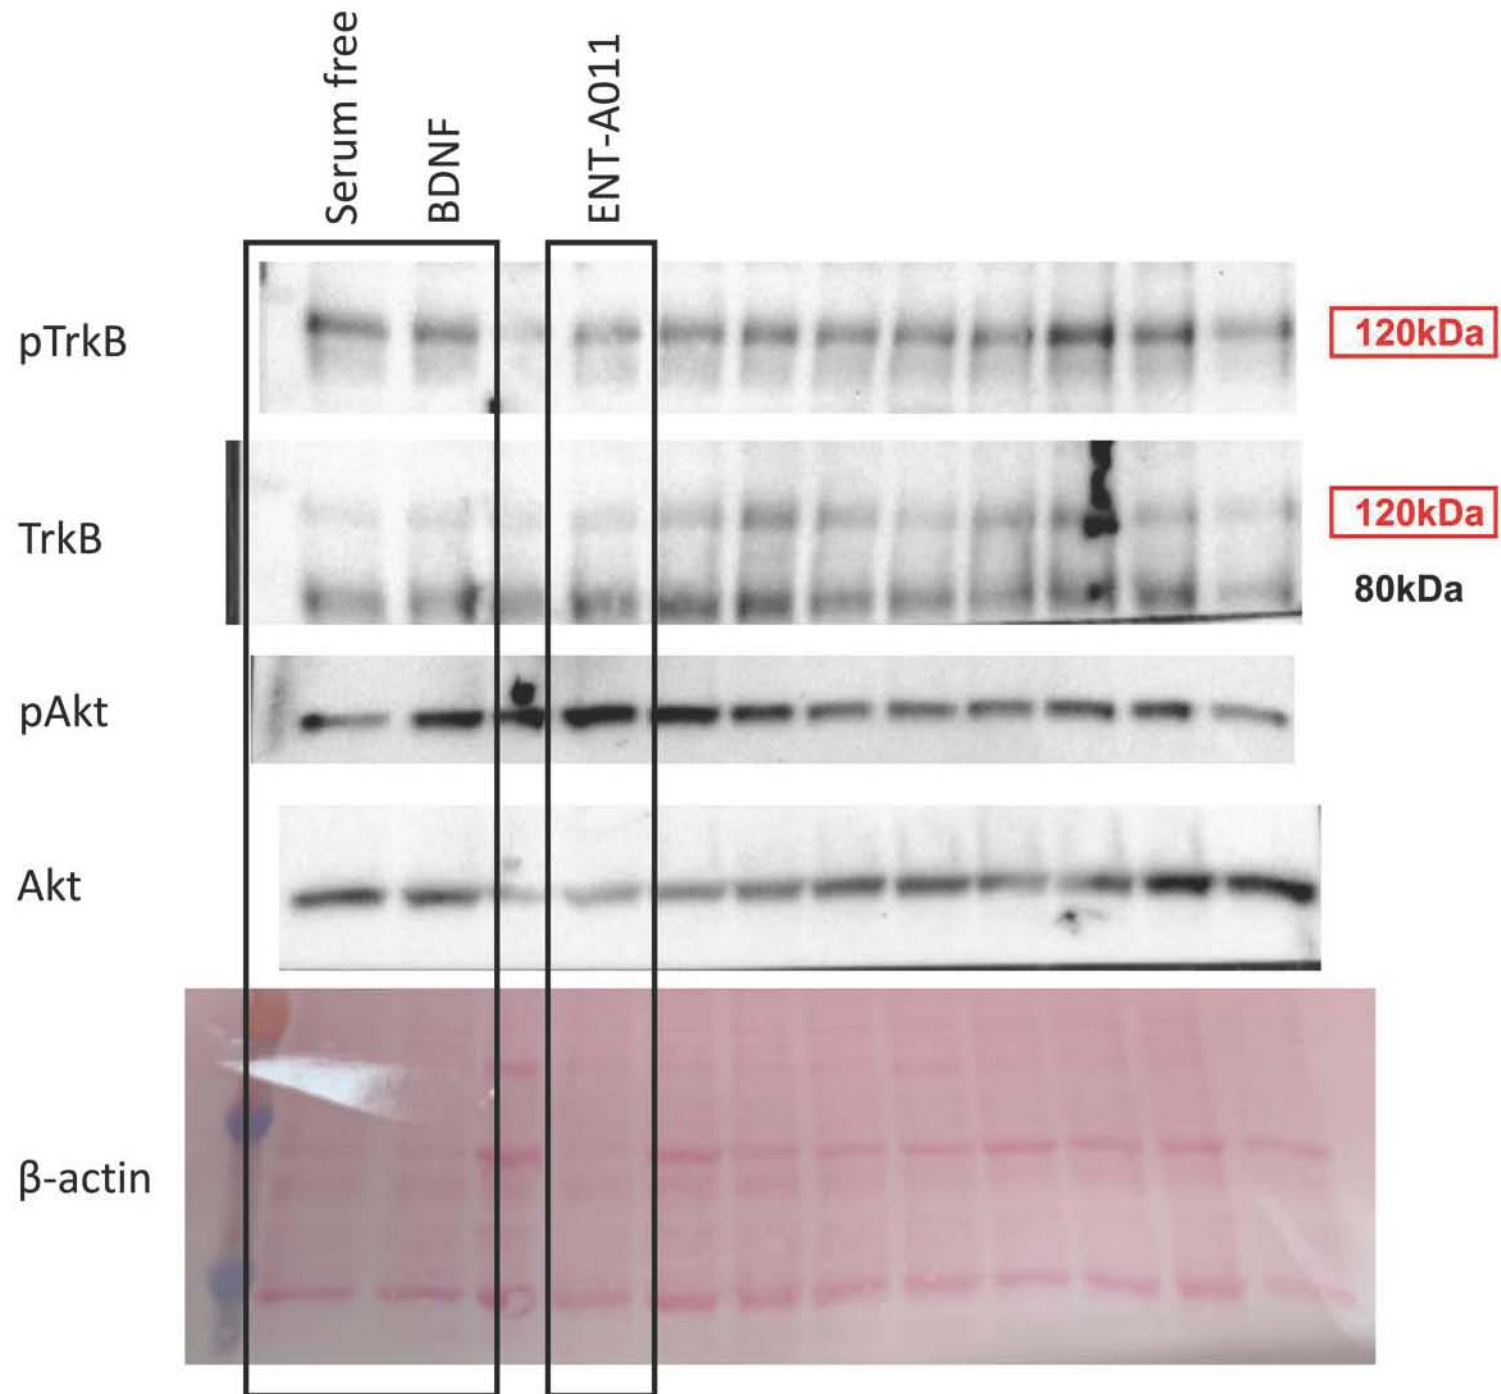 Serum free
BDNF
ENT-A011
pTrkB
120kDa
TrkB
120kDa
80kDa
pAkt
Akt
β-actin